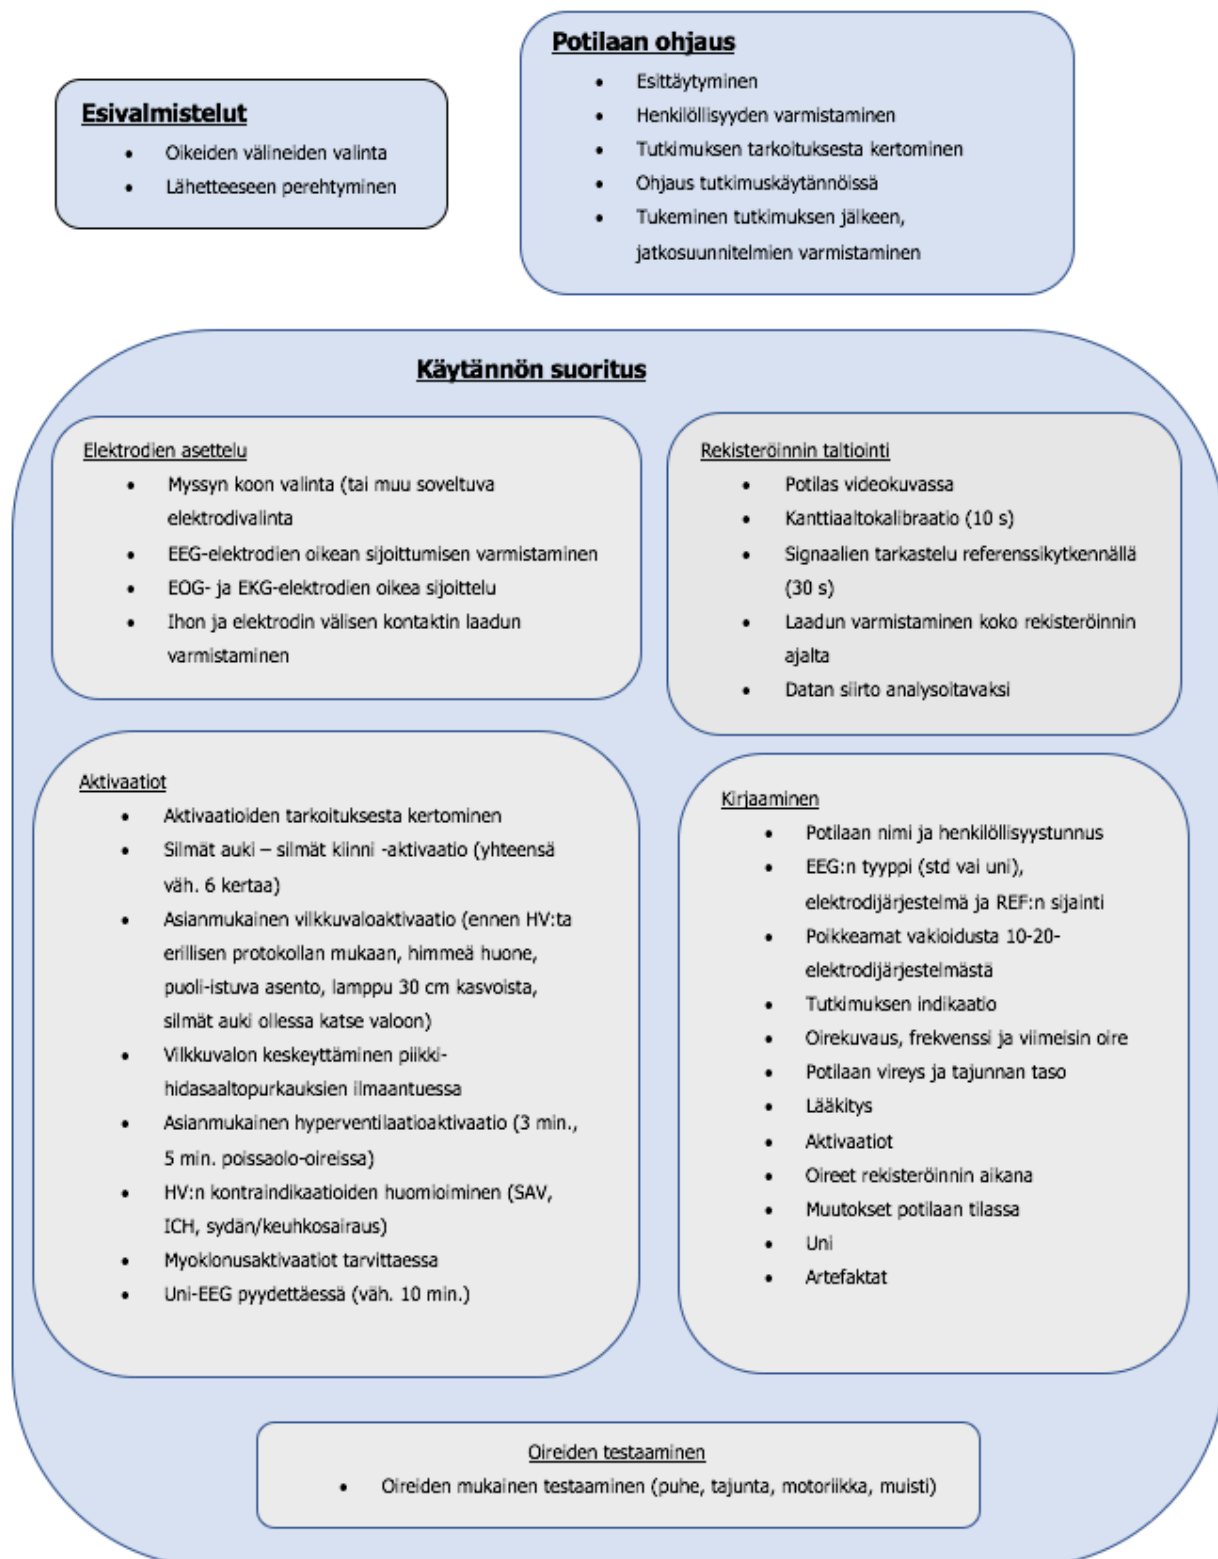 Potilaan ohjaus
• Esittäytyminen
• Henkilöllisyyden varmistaminen
• Tutkimuksen tarkoituksesta kertominen
• Ohjaus tutkimuskäytännöissä
• Tukeminen tutkimuksen jälkeen,
jatkosuunnitelmien varmistaminen
Esivalmistelut
• Oikeiden välineiden valinta
• Lähetteeseen perehtyminen
Käytännön suoritus
Elektrodien asettelu
• Myssyn koon valinta (tai muu soveltuva
elektrodivalinta
• EEG-elektrodien oikean sijoittumisen varmistaminen
• EOG- ja EKG-elektrodien oikea sijoittelu
• Ihon ja elektrodin välisen kontaktin laadun
varmistaminen
Rekisteröinnin taltiointi
• Potilas videokuvassa
• Kanttiaaltokalibraatio (10 s)
• Signaalien tarkastelu referenssikytkennällä
(30 s)
• Laadun varmistaminen koko rekisteröinnin
ajalta
• Datan siirto analysoitavaksi
Aktivaatiot
• Aktivaatioiden tarkoituksesta kertominen
• Silmät auki – silmät kiinni -aktivaatio (yhteensä
väh. 6 kertaa)
• Asianmukainen vilkkuvaloaktivaatio (ennen HV:ta
erillisen protokollan mukaan, himmeä huone,
puoli-istuva asento, lamppu 30 cm kasvoista,
silmät auki ollessa katse valoon)
• Vilkkuvalon keskeyttäminen piikki-
hidasaaltopurkauksien ilmaantuessa
• Asianmukainen hyperventilaatioaktivaatio (3 min.,
5 min. poissaolo-oireissa)
• HV:n kontraindikaatioiden huomioiminen (SAV,
ICH, sydän/keuhkosairaus)
• Myoklonusaktivaatiot tarvittaessa
• Uni-EEG pyydettäessä (väh. 10 min.)
Kirjaaminen
• Potilaan nimi ja henkilöllisyystunnus
• EEG:n tyyppi (std vai uni),
elektrodijärjestelmä ja REF:n sijainti
• Poikkeamat vakioidusta 10-20-
elektrodijärjestelmästä
• Tutkimuksen indikaatio
• Oirekuvaus, frekvenssi ja viimeisin oire
• Potilaan vireys ja tajunnan taso
• Lääkitys
• Aktivaatiot
• Oireet rekisteröinnin aikana
• Muutokset potilaan tilassa
• Uni
• Artefaktat
Oireiden testaaminen
• Oireiden mukainen testaaminen (puhe, tajunta, motoriikka, muisti)